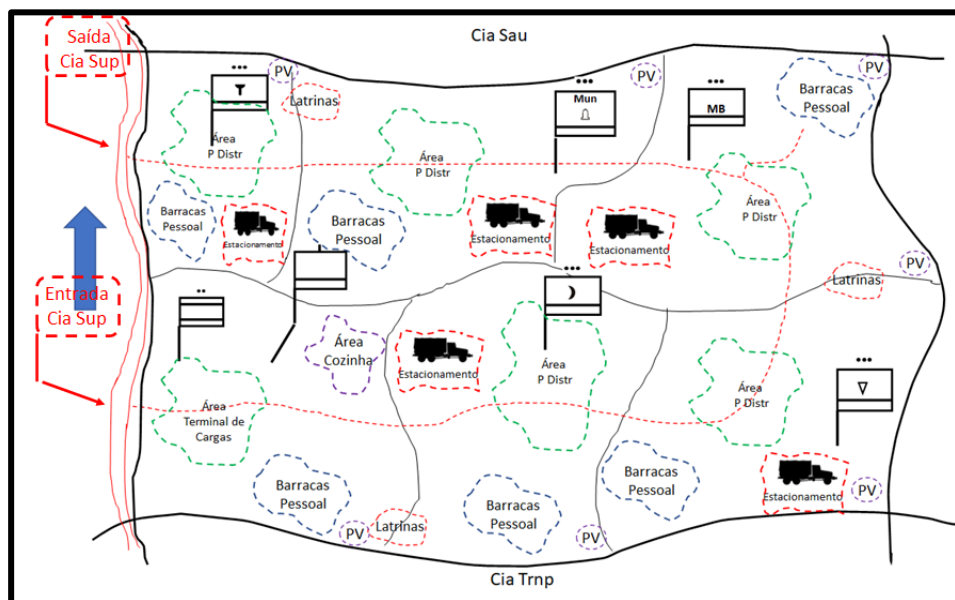 Cia Sau
Saída
Cia Sup
PV
Latrinas
Área
P Distr
Mun
PV
MB
PV
Barracas
Pessoal
Área
P Distr
Área
P Distr
Barracas
Pessoal
Estacionamento
Barracas
Pessoal
Estacionamento
Estacionamento
PV
Latrinas
Entrada
Cia Sup
Área
Cozinha
Estacionamento
Área
P Distr
Área
P Distr
Área
Terminal de
Cargas
Barracas
Pessoal
Barracas
Pessoal
Barracas
Pessoal
Estacionamento
PV
PV
Latrinas
PV
Cia Trnp